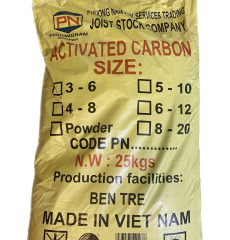 PHUONG NAM SERVICES TRADING
JOINT STOCK COMPANY
PN
PHUONGNAM
ACTIVATED CARBON
SIZE:
3 - 6
5 - 10
4 - 8
6 - 12
Powder
8 - 20
CODE PN...............
N.W : 25kgs
Production facilities:
BEN TRE
MADE IN VIET NAM